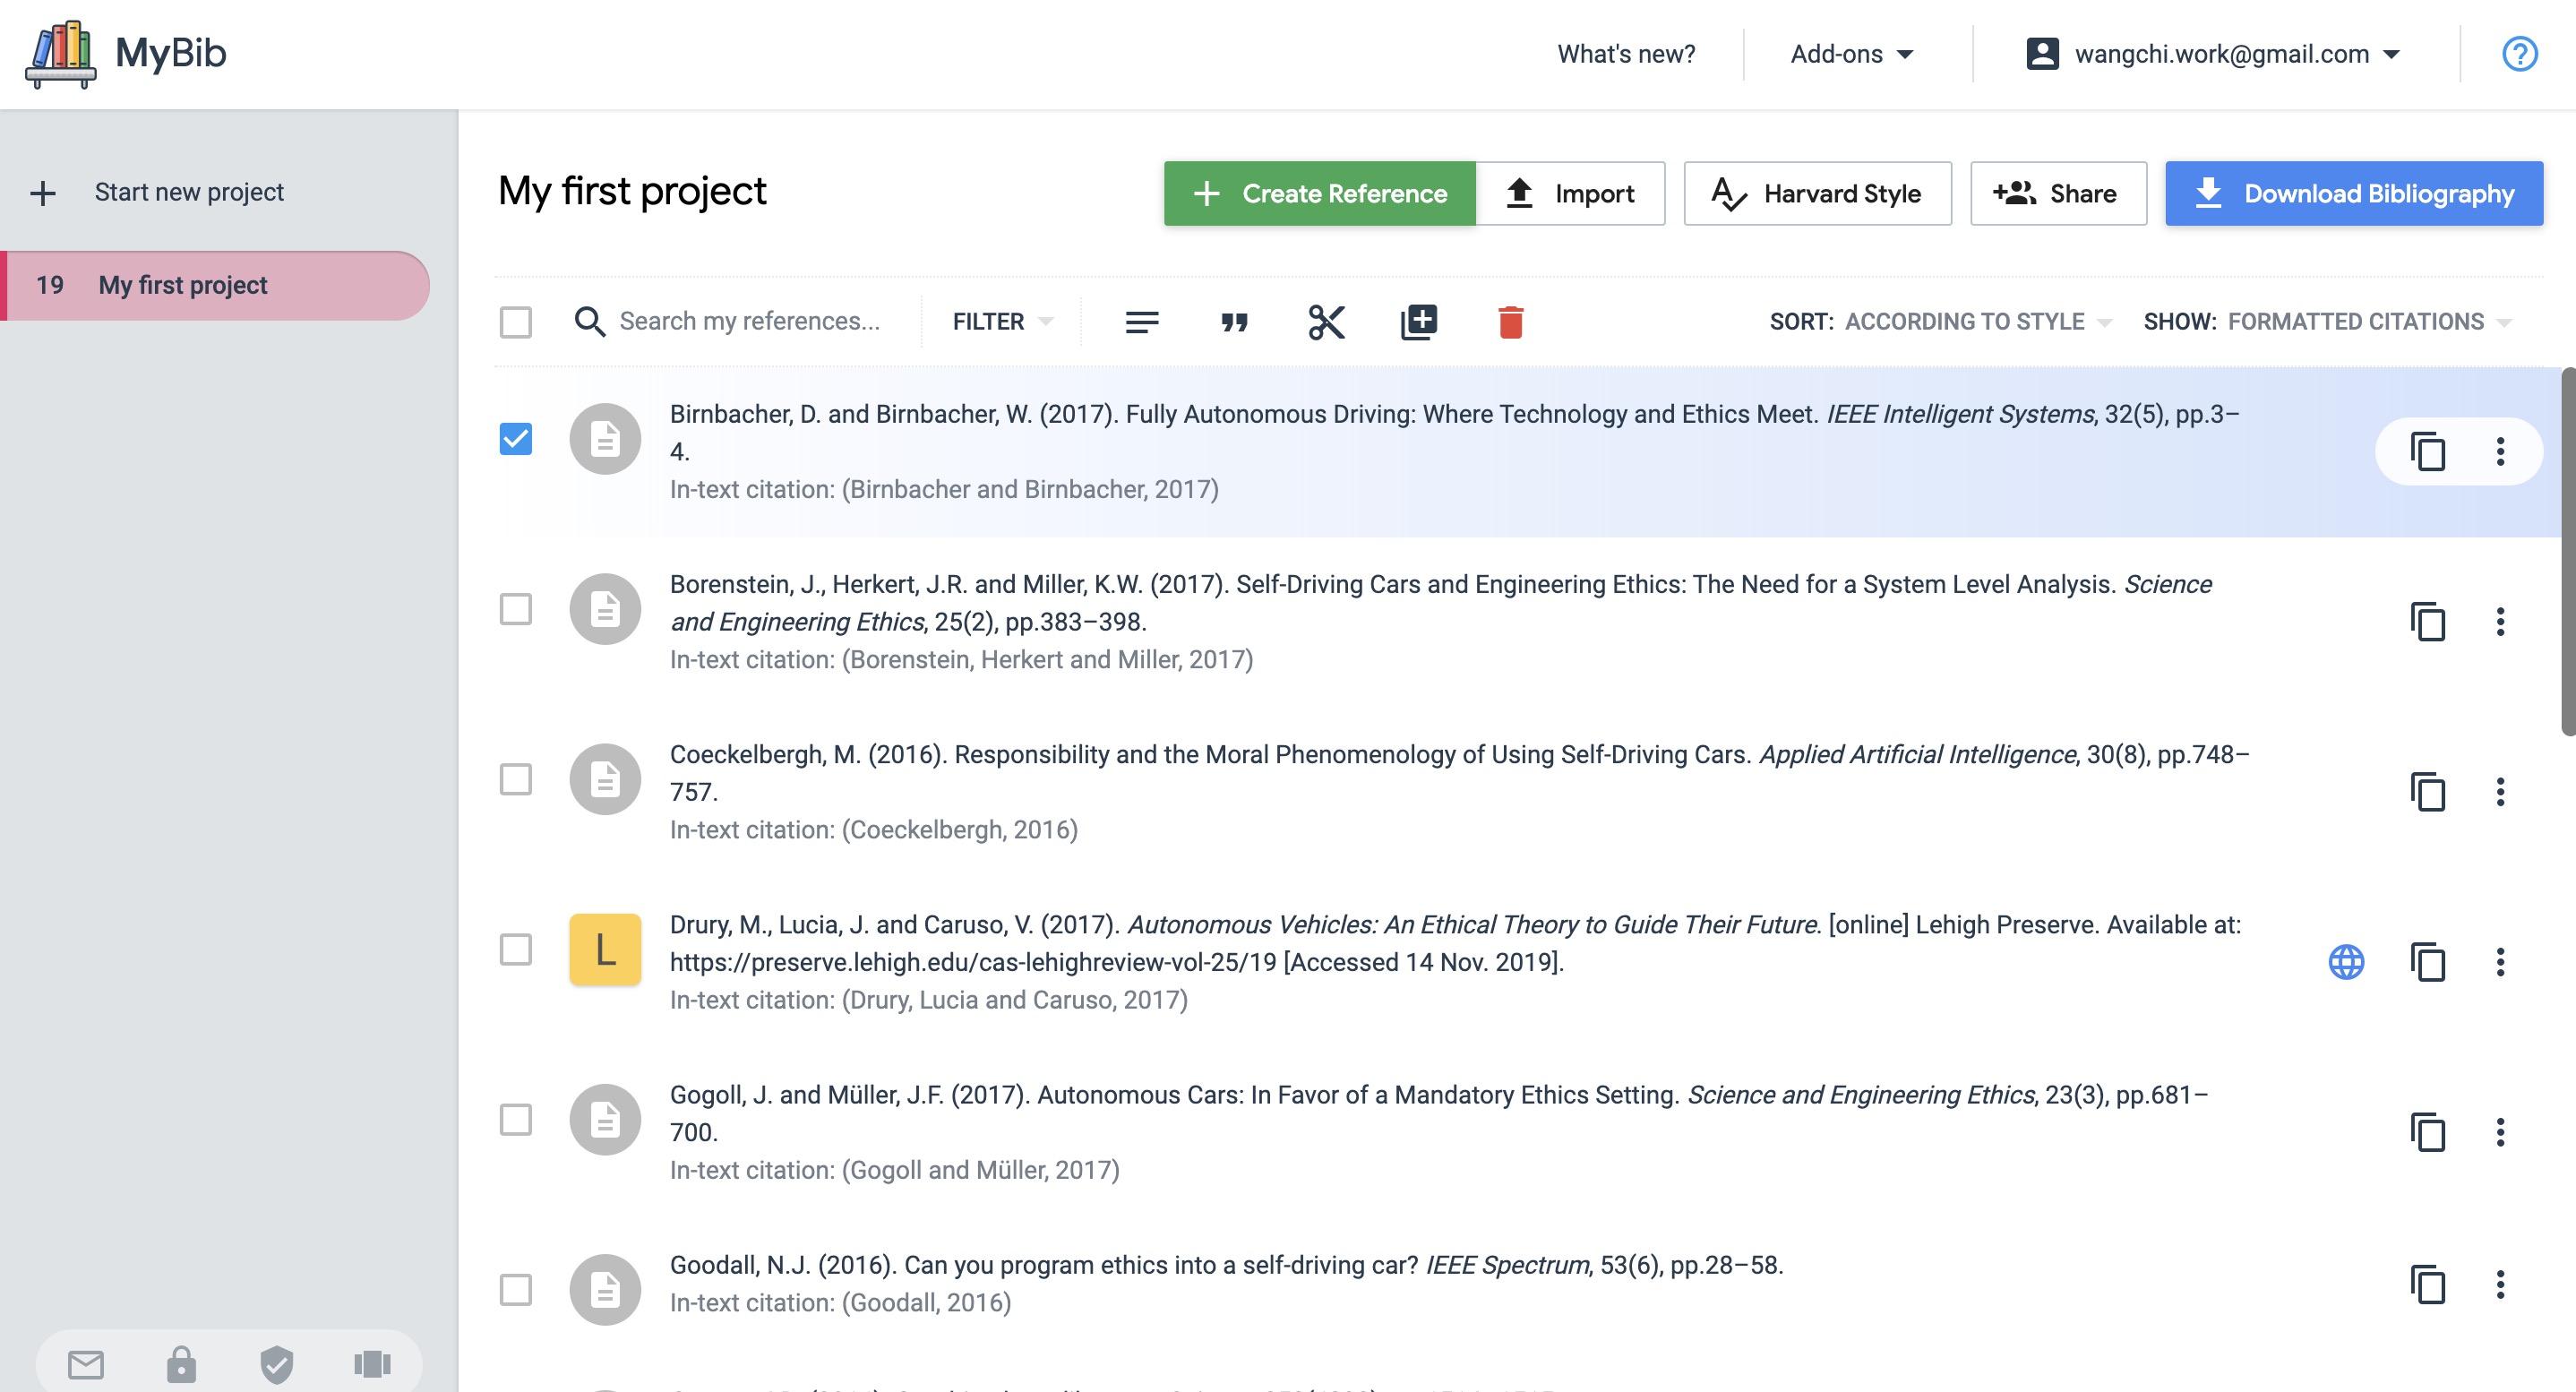 MyBib
What's new?
Add-ons
wangchi.work@gmail.com
Start new project
19 My first project
My first project
Create Reference
Import
Harvard Style
Share
Download Bibliography
Search my references...
FILTER
SORT: ACCORDING TO STYLE
SHOW: FORMATTED CITATIONS
Birnbacher, D. and Birnbacher, W. (2017). Fully Autonomous Driving: Where Technology and Ethics Meet. IEEE Intelligent Systems, 32(5), pp.3–
4.
In-text citation: (Birnbacher and Birnbacher, 2017)
Borenstein, J., Herkert, J.R. and Miller, K.W. (2017). Self-Driving Cars and Engineering Ethics: The Need for a System Level Analysis. Science
and Engineering Ethics, 25(2), pp.383–398.
In-text citation: (Borenstein, Herkert and Miller, 2017)
Coeckelbergh, M. (2016). Responsibility and the Moral Phenomenology of Using Self-Driving Cars. Applied Artificial Intelligence, 30(8), pp.748–
757.
In-text citation: (Coeckelbergh, 2016)
L
Drury, M., Lucia, J. and Caruso, V. (2017). Autonomous Vehicles: An Ethical Theory to Guide Their Future. [online] Lehigh Preserve. Available at:
https://preserve.lehigh.edu/cas-lehighreview-vol-25/19 [Accessed 14 Nov. 2019].
In-text citation: (Drury, Lucia and Caruso, 2017)
Gogoll, J. and Müller, J.F. (2017). Autonomous Cars: In Favor of a Mandatory Ethics Setting. Science and Engineering Ethics, 23(3), pp.681–
700.
In-text citation: (Gogoll and Müller, 2017)
Goodall, N.J. (2016). Can you program ethics into a self-driving car? IEEE Spectrum, 53(6), pp.28–58.
In-text citation: (Goodall, 2016)